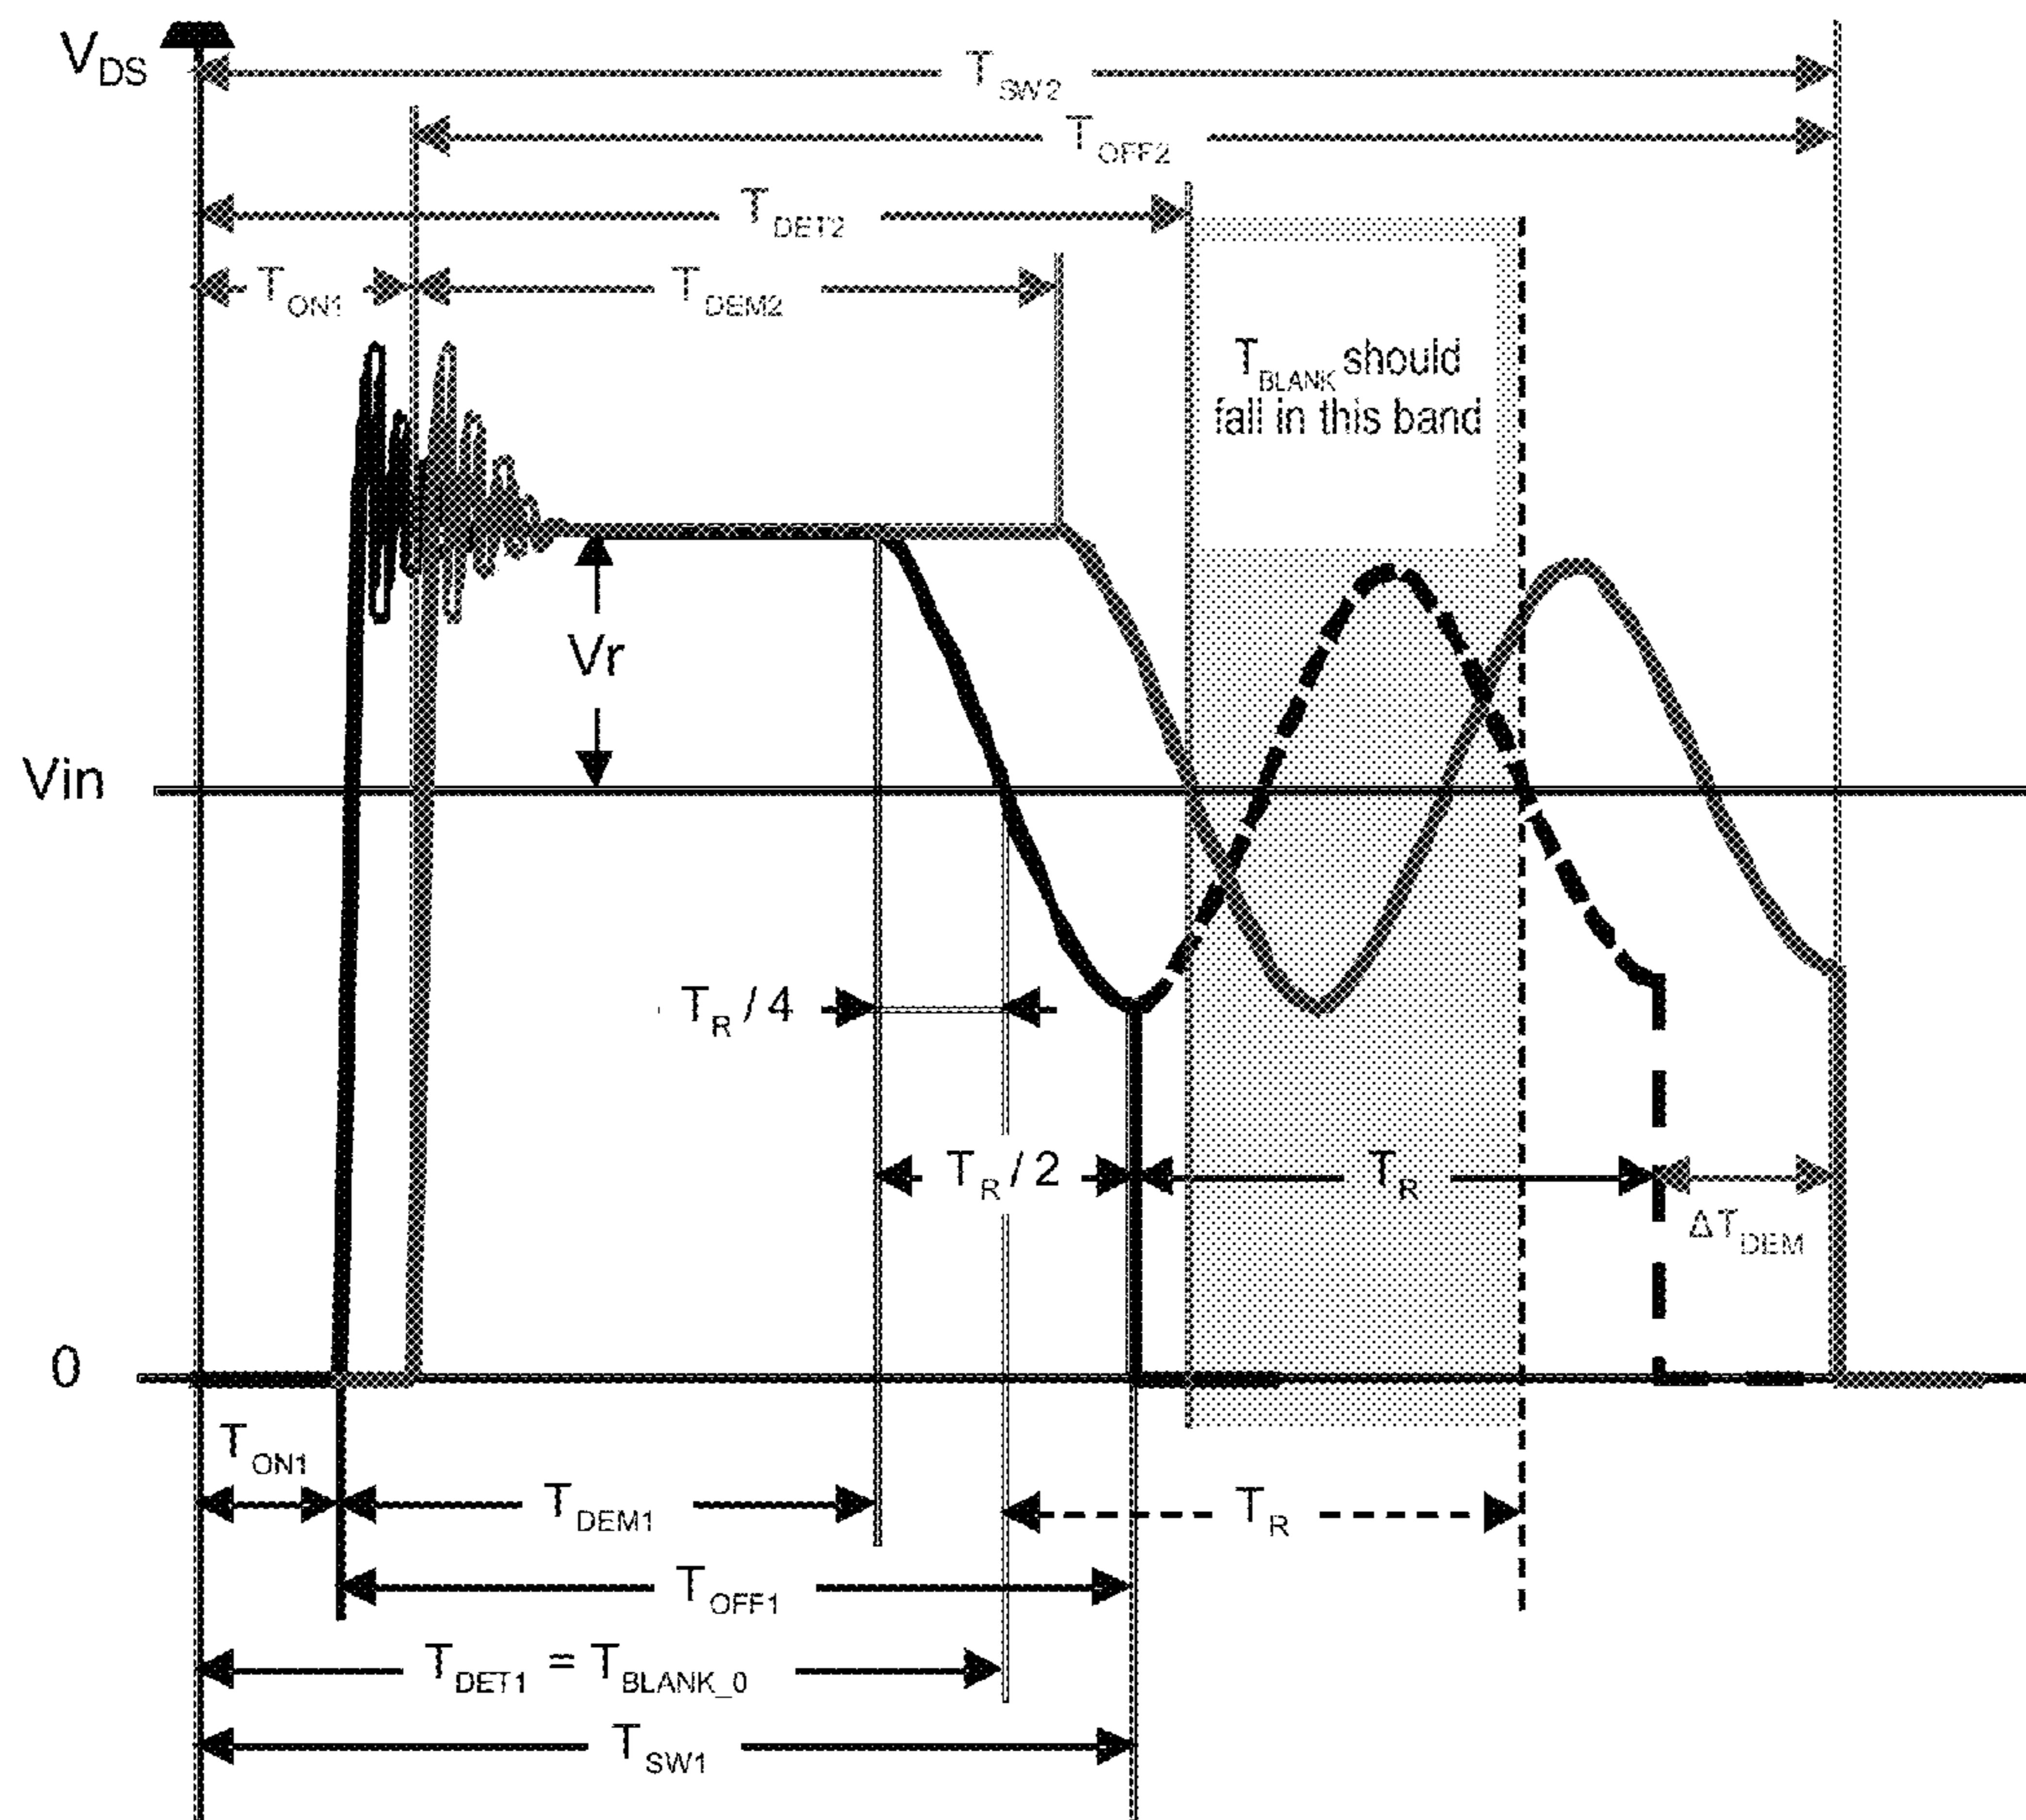 V_DS
T_SW2
T_OFF2
T_DET2
T_ON1
T_DEM2
T_BLANK should
fall in this band
Vr
Vin
T_R / 4
T_R / 2
T_R
ΔT_DEM
0
T_ON1
T_DEM1
T_R
T_OFF1
T_DET1 = T_BLANK_0
T_SW1